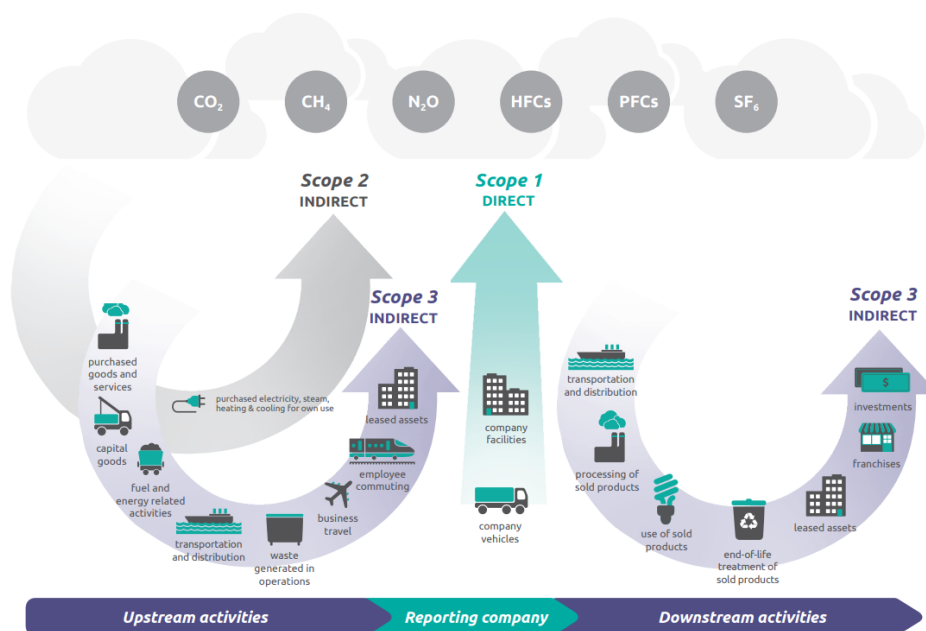 CO₂
CH₄
N₂O
HFCs
PFCs
SF₆
Scope 2
INDIRECT
Scope 1
DIRECT
Scope 3
INDIRECT
Scope 3
INDIRECT
purchased
goods and
services
capital
goods
fuel and
energy related
activities
transportation
and distribution
waste
generated in
operations
business
travel
employee
commuting
leased assets
purchased electricity, steam,
heating & cooling for own use
company
facilities
company
vehicles
transportation
and distribution
processing of
sold products
use of sold
products
end-of-life
treatment of
sold products
leased assets
franchises
$
investments
Upstream activities
Reporting company
Downstream activities